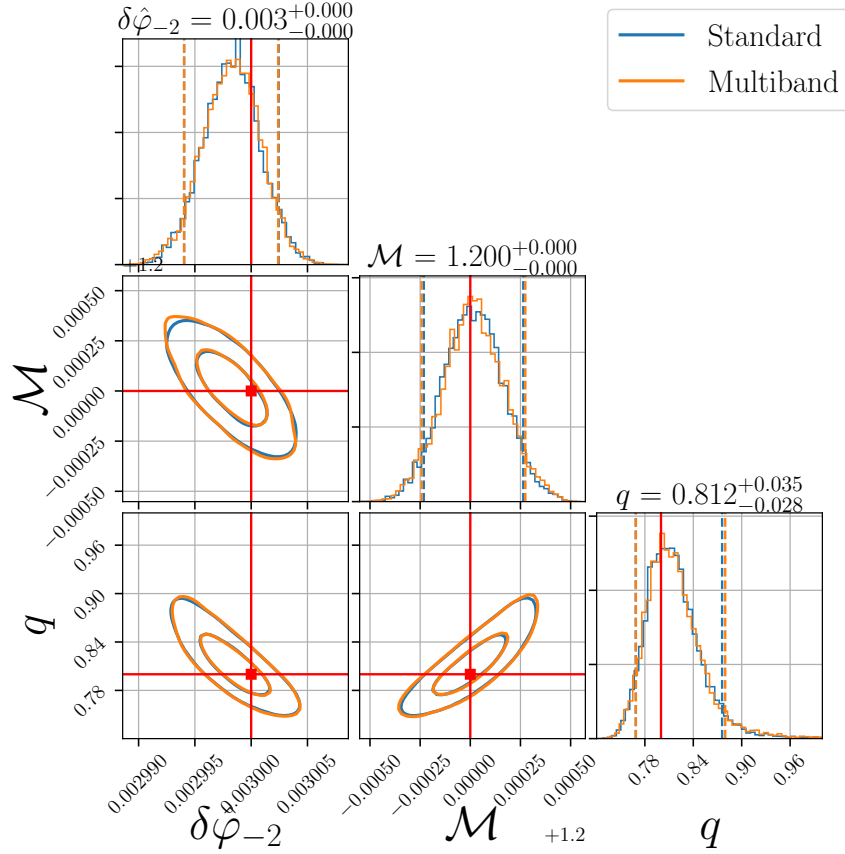 δφ̂₋₂ = 0.003⁺⁰·⁰⁰⁰₋₀.₀₀₀
Standard
Multiband
+1.2
ℳ = 1.200⁺⁰·⁰⁰⁰₋₀.₀₀₀
0.00050
0.00025
0.00000
−0.00025
−0.00050
ℳ
q = 0.812⁺⁰·⁰³⁵₋₀.₀₂₈
0.96
0.90
0.84
0.78
q
0.002990
0.002995
0.003000
0.003005
δφ̂₋₂
−0.00050
−0.00025
0.00000
0.00025
0.00050
ℳ
+1.2
0.78
0.84
0.90
0.96
q